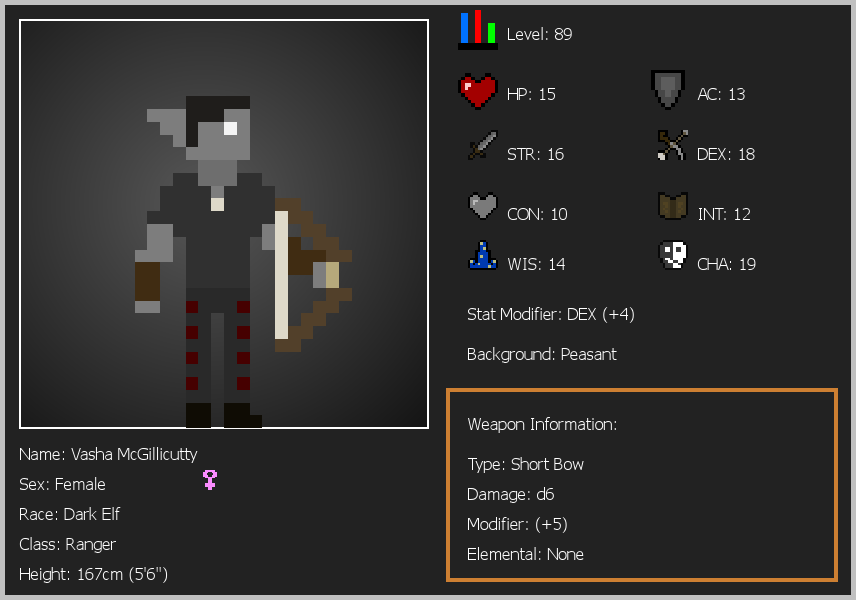 Level: 89
HP: 15
AC: 13
STR: 16
DEX: 18
CON: 10
INT: 12
WIS: 14
CHA: 19
Stat Modifier: DEX (+4)
Background: Peasant
Weapon Information:
Type: Short Bow
Damage: d6
Modifier: (+5)
Elemental: None
Name: Vasha McGillicutty
Sex: Female
Race: Dark Elf
Class: Ranger
Height: 167cm (5'6")